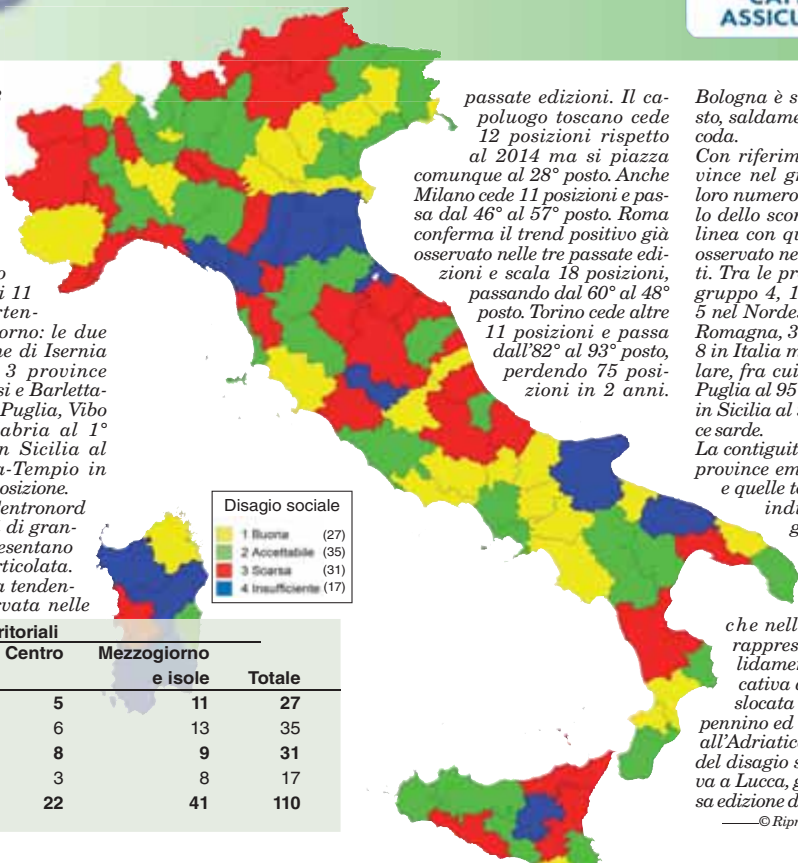 ASSICU
i 11
rten-
orno: le due
ne di Isernia
3 province
si e Barletta-
Puglia, Vibo
abria al 1°
n Sicilia al
a-Tempio in
osizione.
entronord
di gran-
esentano
rticolata.
a tenden-
rvata nelle
passate edizioni. Il ca-
poluogo toscano cede
12 posizioni rispetto
al 2014 ma si piazza
comunque al 28° posto. Anche
Milano cede 11 posizioni e pas-
sa dal 46° al 57° posto. Roma
conferma il trend positivo già
osservato nelle tre passate edi-
zioni e scala 18 posizioni,
passando dal 60° al 48°
posto. Torino cede altre
11 posizioni e passa
dall'82° al 93° posto,
perdendo 75 posi-
zioni in 2 anni.
Bologna è s
sto, saldame
coda.
Con riferim
vince nel g
loro numero
lo dello scor
linea con qu
osservato ne
ti. Tra le pr
gruppo 4, 1
5 nel Nordes
Romagna, 3
8 in Italia m
lare, fra cui
Puglia al 95
in Sicilia al
ce sarde.
La contiguit
province em
e quelle t
indi
g
che nell
rappres
lidamen
cativa
slocata
pennino ed
all'Adriatic
del disagio s
va a Lucca, g
sa edizione d
© Ripr
Disagio sociale
1 Buona (27)
2 Accettabile (35)
3 Scarsa (31)
4 Insufficiente (17)
ritoriali
Centro Mezzogiorno
e isole Totale
5 11 27
6 13 35
8 9 31
3 8 17
22 41 110